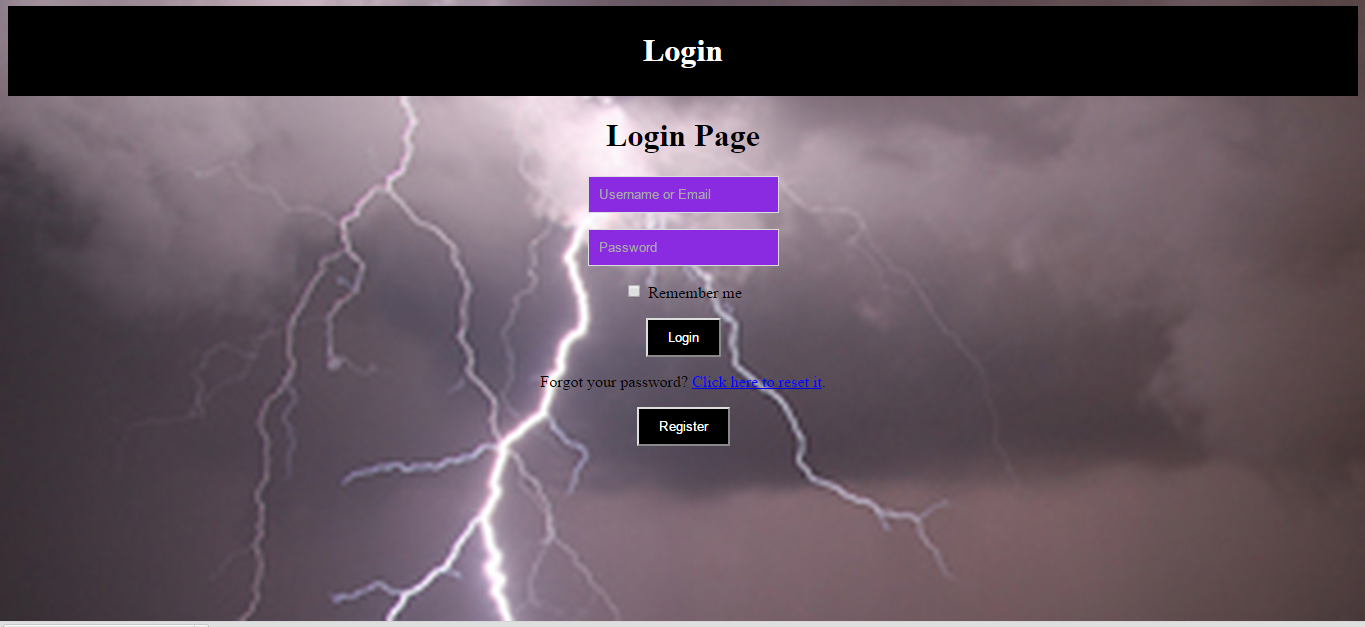 Login
Login Page
Username or Email
Password
Remember me
Login
Forgot your password? Click here to reset it.
Register